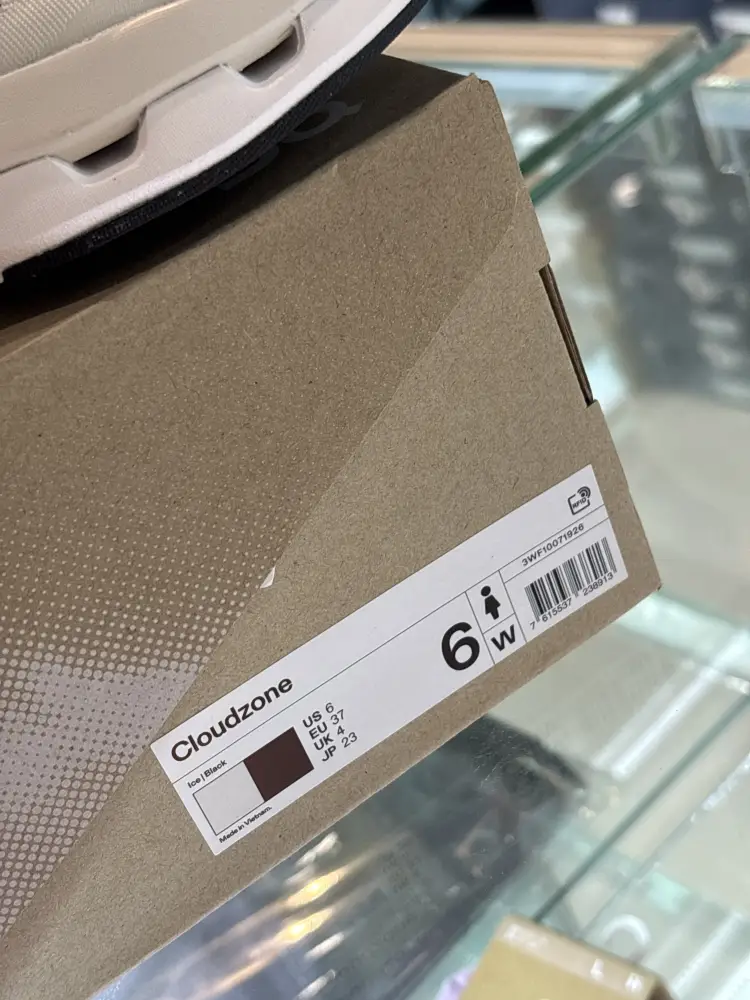 RFID
3WF10071926
7 615537 238913
6
W
Cloudzone
Ice | Black
US 6
EU 37
UK 4
JP 23
Made in Vietnam.